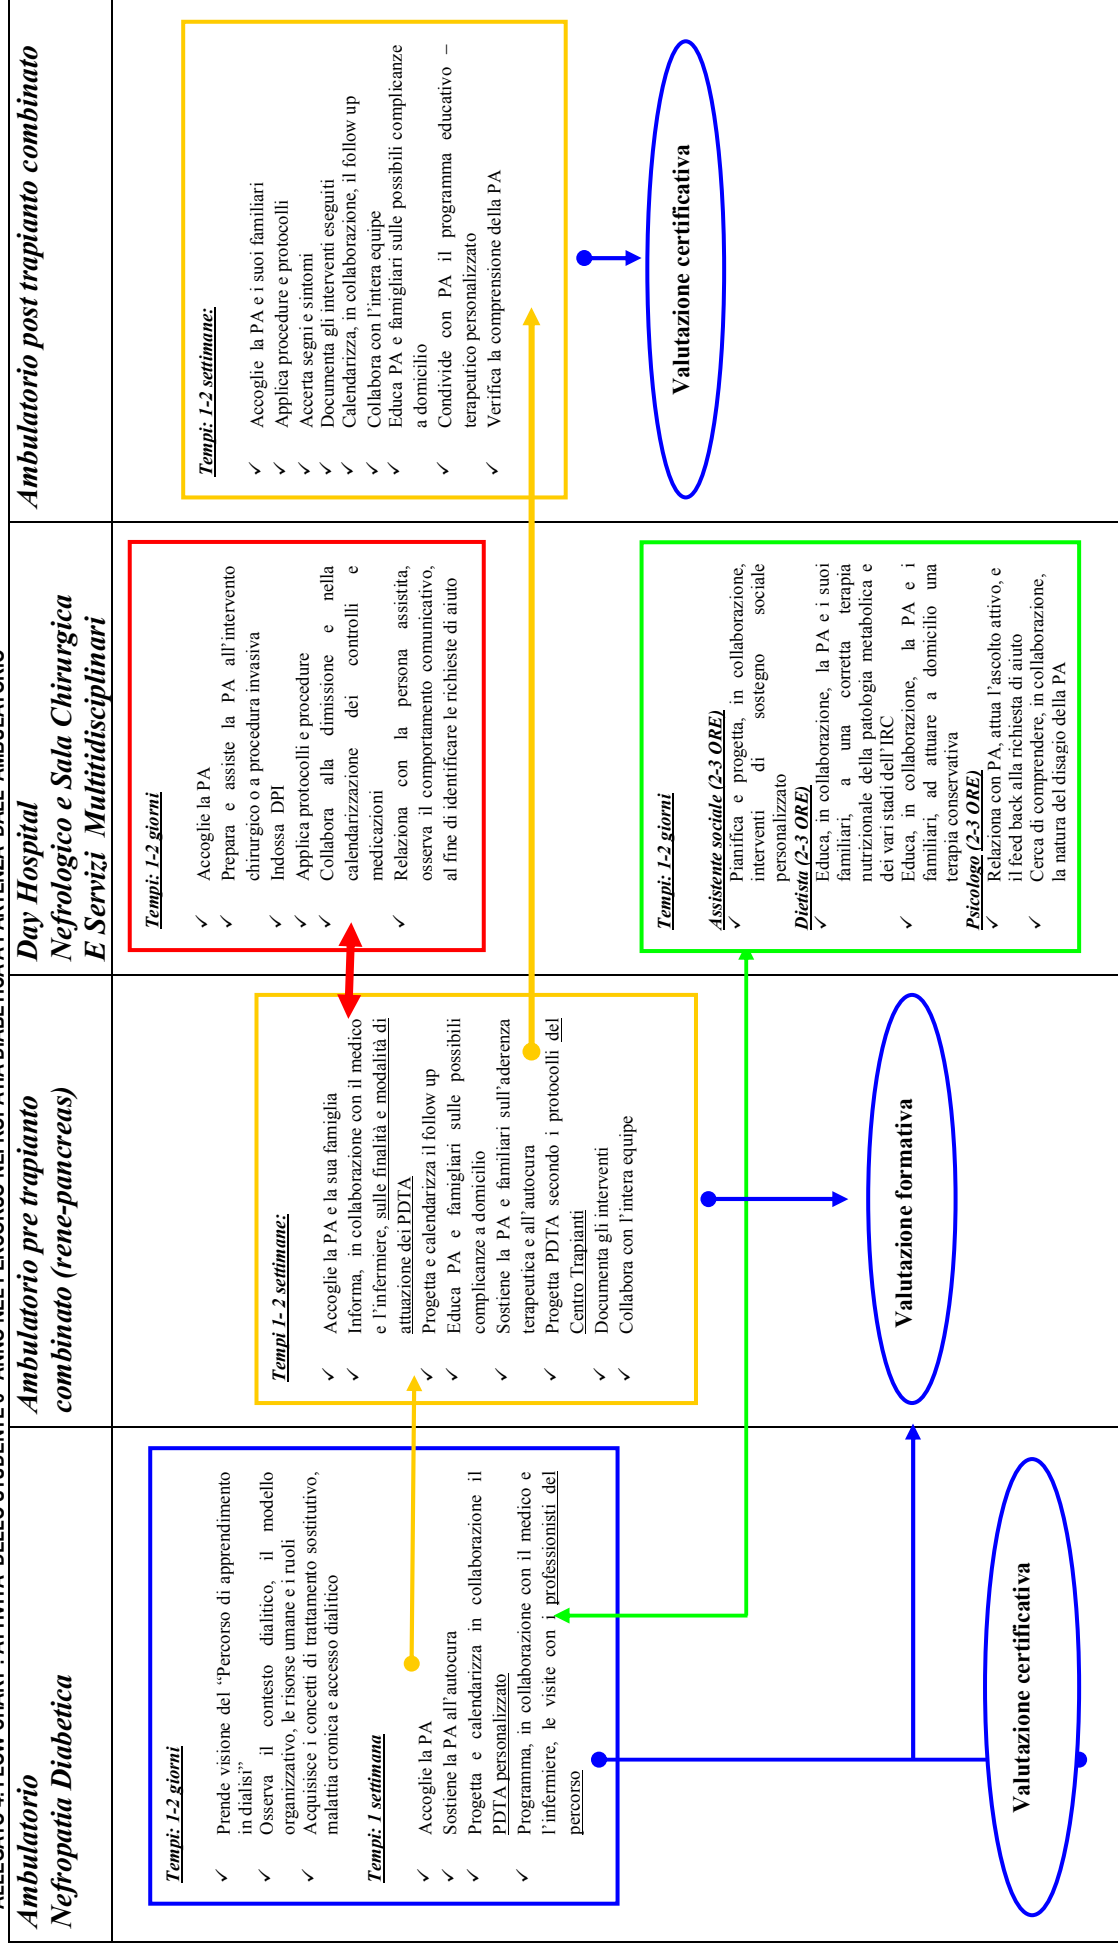 Ambulatorio
Nefropatia Diabetica
Ambulatorio pre trapianto
combinato (rene-pancreas)
Day Hospital
Nefrologico e Sala Chirurgica
E Servizi Multitidisciplinari
Ambulatorio post trapianto combinato
Tempi: 1-2 giorni
✓ Prende visione del “Percorso di apprendimento
in dialisi”
✓ Osserva il contesto dialitico, il modello
organizzativo, le risorse umane e i ruoli
✓ Acquisisce i concetti di trattamento sostitutivo,
malattia cronica e accesso dialitico
Tempi: 1 settimana
✓ Accoglie la PA
✓ Sostiene la PA all’autocura
✓ Progetta e calendarizza in collaborazione il
PDTA personalizzato
✓ Programma, in collaborazione con il medico e
l’infermiere, le visite con i professionisti del
percorso
Valutazione certificativa
Tempi 1- 2 settimane:
✓ Accoglie la PA e la sua famiglia
✓ Informa, in collaborazione con il medico
e l’infermiere, sulle finalità e modalità di
attuazione dei PDTA
✓ Progetta e calendarizza il follow up
✓ Educa PA e famigliari sulle possibili
complicanze a domicilio
✓ Sostiene la PA e familiari sull’aderenza
terapeutica e all’autocura
✓ Progetta PDTA secondo i protocolli del
Centro Trapianti
✓ Documenta gli interventi
✓ Collabora con l’intera equipe
Valutazione formativa
Tempi: 1-2 giorni
✓ Accoglie la PA
✓ Prepara e assiste la PA all’intervento
chirurgico o a procedura invasiva
✓ Indossa DPI
✓ Applica protocolli e procedure
✓ Collabora alla dimissione e nella
calendarizzazione dei controlli e
medicazioni
✓ Relaziona con la persona assistita,
osserva il comportamento comunicativo,
al fine di identificare le richieste di aiuto
Tempi: 1-2 giorni
Assistente sociale (2-3 ORE)
✓ Pianifica e progetta, in collaborazione,
interventi di sostegno sociale
personalizzato
Dietista (2-3 ORE)
✓ Educa, in collaborazione, la PA e i suoi
familiari, a una corretta terapia
nutrizionale della patologia metabolica e
dei vari stadi dell’IRC
✓ Educa, in collaborazione, la PA e i
familiari, ad attuare a domicilio una
terapia conservativa
Psicologo (2-3 ORE)
✓ Relaziona con PA, attua l’ascolto attivo, e
il feed back alla richiesta di aiuto
✓ Cerca di comprendere, in collaborazione,
la natura del disagio della PA
Tempi: 1-2 settimane:
✓ Accoglie la PA e i suoi familiari
✓ Applica procedure e protocolli
✓ Accerta segni e sintomi
✓ Documenta gli interventi eseguiti
✓ Calendarizza, in collaborazione, il follow up
✓ Collabora con l’intera equipe
✓ Educa PA e famigliari sulle possibili complicanze
a domicilio
✓ Condivide con PA il programma educativo –
terapeutico personalizzato
✓ Verifica la comprensione della PA
Valutazione certificativa